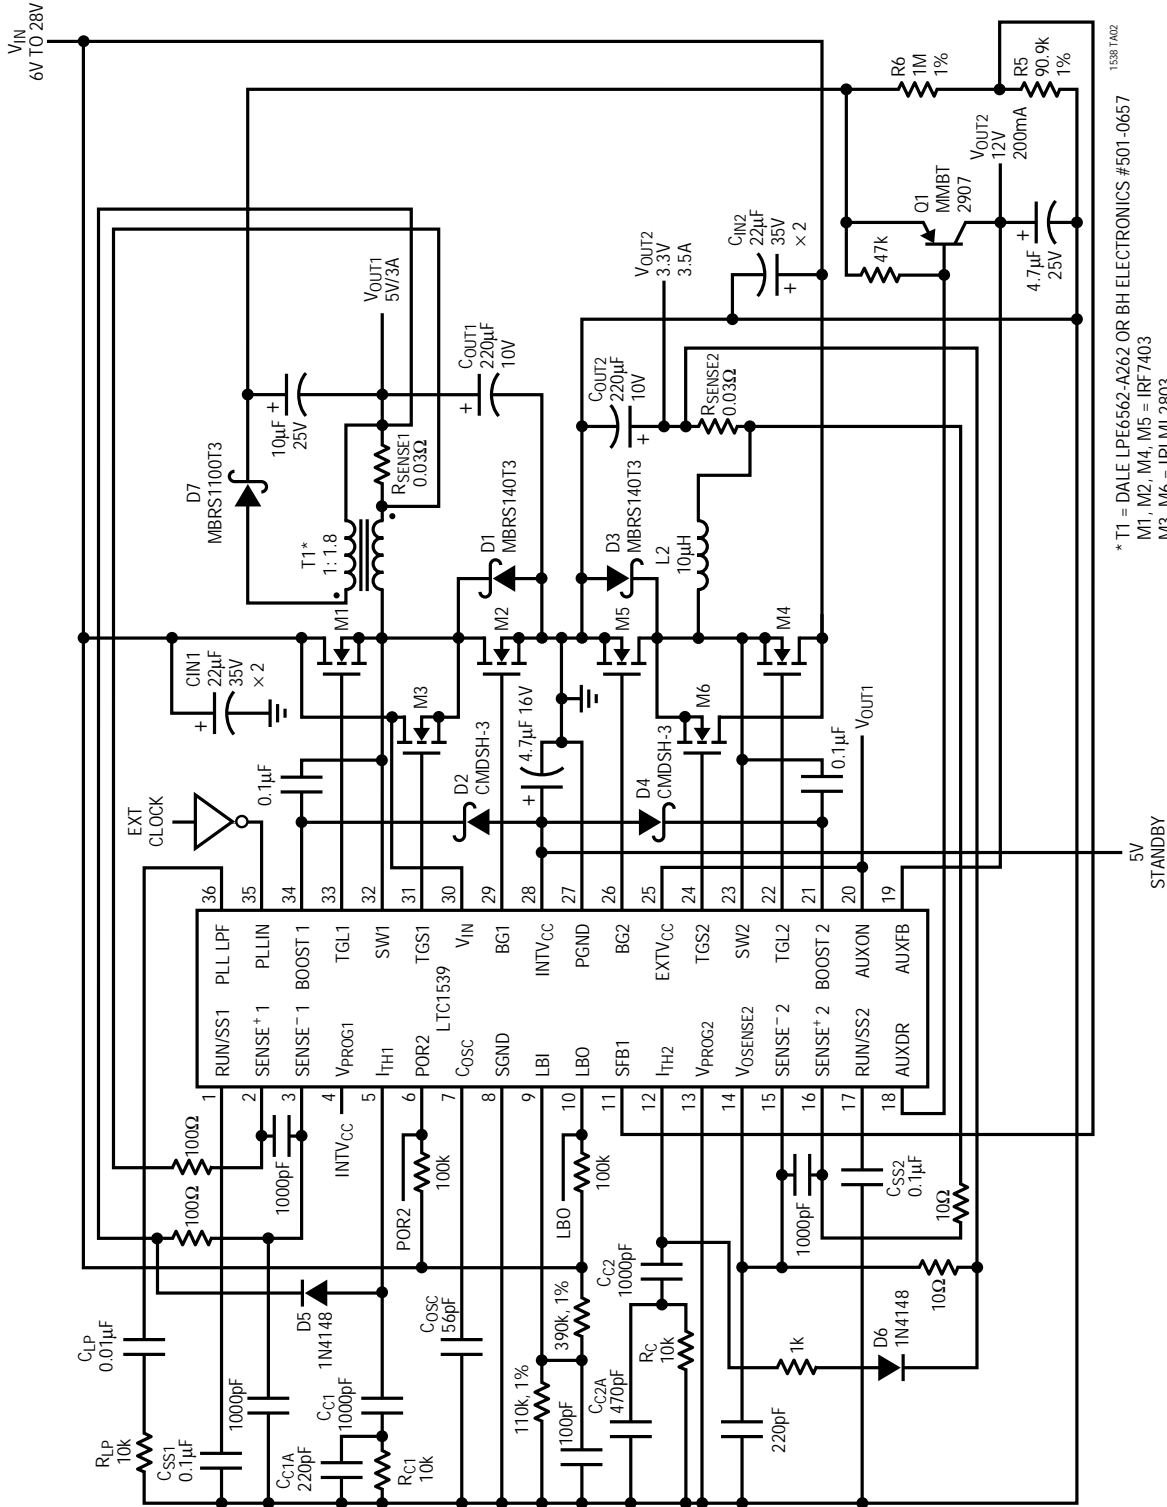 VIN
6V TO 28V
R6
1M
1%
R5
90.9k
1%
1538 TA02
VOUT2
12V
200mA
Q1
MMBT
2907
47k
4.7µF
25V
+
CIN2
22µF
35V
× 2
+
VOUT2
3.3V
3.5A
VOUT1
5V/3A
COUT1
220µF
10V
+
COUT2
220µF
10V
+
RSENSE2
0.03Ω
10µF
25V
+
RSENSE1
0.03Ω
D7
MBRS1100T3
T1*
1: 1.8
D1
MBRS140T3
D3
MBRS140T3
L2
10µH
M1
M2
M5
M4
M3
M6
CIN1
22µF
35V
× 2
+
4.7µF 16V
+
0.1µF
D2
CMDSH-3
D4
CMDSH-3
0.1µF
VOUT1
EXT
CLOCK
5V
STANDBY
36
35
34
33
32
31
30
29
28
27
26
25
24
23
22
21
20
19
PLL LPF
PLLIN
BOOST 1
TGL1
SW1
TGS1
VIN
BG1
INTVCC
PGND
BG2
EXTVCC
TGS2
SW2
TGL2
BOOST 2
AUXON
AUXFB
LTC1539
RUN/SS1
SENSE+ 1
SENSE– 1
VPROG1
ITH1
POR2
COSC
SGND
LBI
LBO
SFB1
ITH2
VPROG2
VOSENSE2
SENSE– 2
SENSE+ 2
RUN/SS2
AUXDR
1
2
3
4
5
6
7
8
9
10
11
12
13
14
15
16
17
18
100Ω
100Ω
1000pF
INTVCC
POR2
100k
LBO
100k
1000pF
CSS2
0.1µF
10Ω
10Ω
CLP
0.01µF
RLP
10k
CSS1
0.1µF
1000pF
D5
1N4148
CC1
1000pF
CC1A
220pF
RC1
10k
COSC
56pF
390k, 1%
110k, 1%
100pF
CC2
1000pF
CC2A
470pF
RC
10k
1k
D6
1N4148
220pF
* T1 = DALE LPE6562-A262 OR BH ELECTRONICS #501-0657
M1, M2, M4, M5 = IRF7403
M3, M6 = IRLML2803